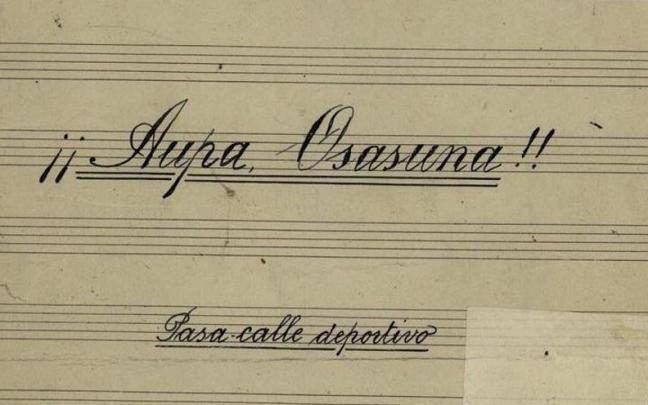 ¡¡ Aupa, Osasuna!!
Pasa-calle deportivo